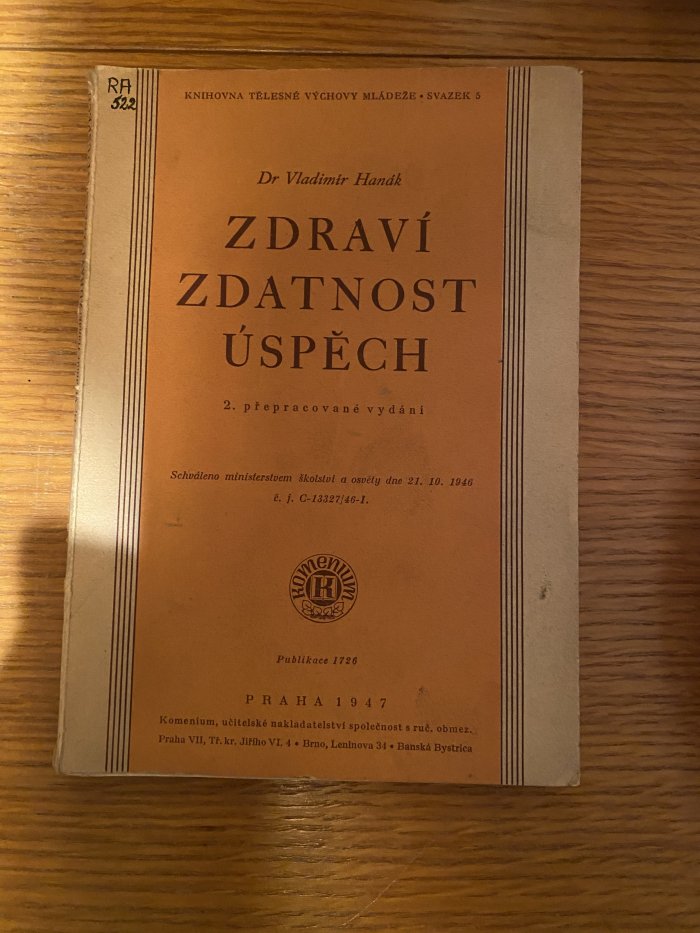 RA
522
KNIHOVNA TĚLESNÉ VÝCHOVY MLÁDEŽE • SVAZEK 5
Dr Vladimír Hanák
ZDRAVÍ
ZDATNOST
ÚSPĚCH
2. přepracované vydání
Schváleno ministerstvem školství a osvěty dne 21. 10. 1946
č. j. C-13327/46-I.
Komenium
K
Publikace 1726
PRAHA 1947
Komenium, učitelské nakladatelství společnost s ruč. obmez.
Praha VII, Tř. kr. Jiřího VI. 4 • Brno, Leninova 34 • Banská Bystrica